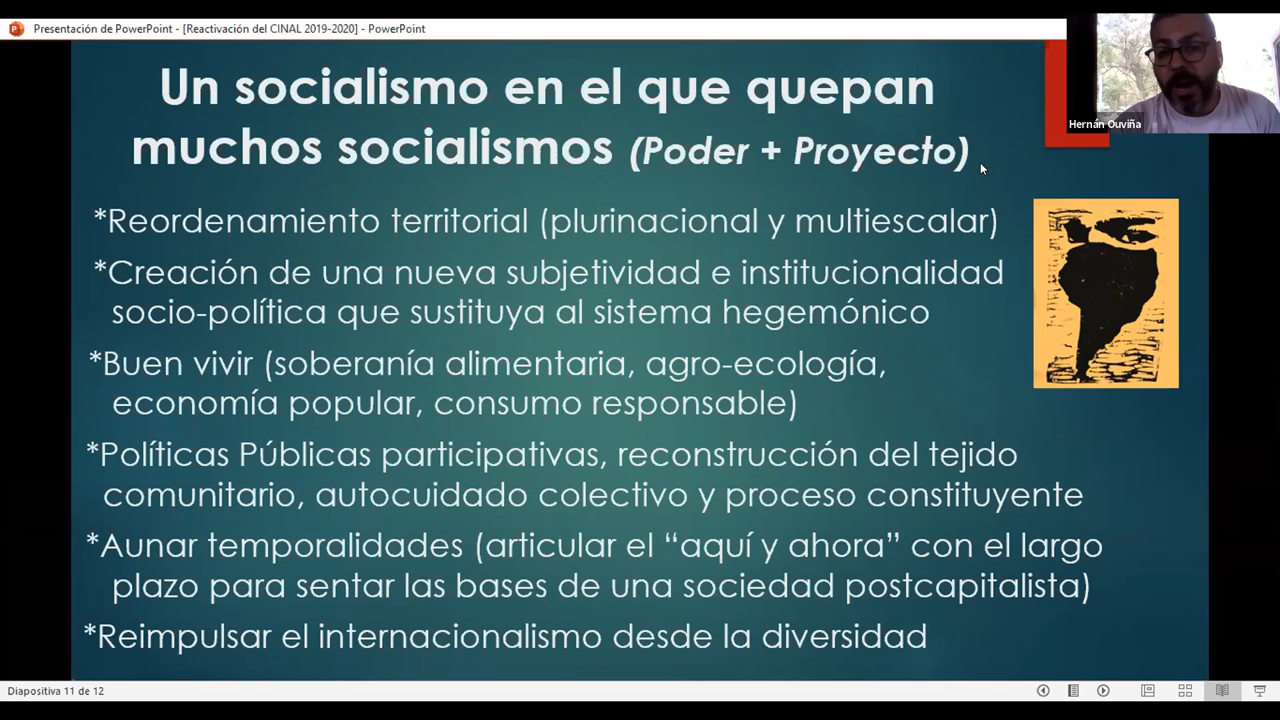 Presentación de PowerPoint - [Reactivación del CINAL 2019-2020] - PowerPoint
Hernán Ouviña
Un socialismo en el que quepan
muchos socialismos (Poder + Proyecto)
*Reordenamiento territorial (plurinacional y multiescalar)
*Creación de una nueva subjetividad e institucionalidad
socio-política que sustituya al sistema hegemónico
*Buen vivir (soberanía alimentaria, agro-ecología,
economía popular, consumo responsable)
*Políticas Públicas participativas, reconstrucción del tejido
comunitario, autocuidado colectivo y proceso constituyente
*Aunar temporalidades (articular el “aquí y ahora” con el largo
plazo para sentar las bases de una sociedad postcapitalista)
*Reimpulsar el internacionalismo desde la diversidad
Diapositiva 11 de 12